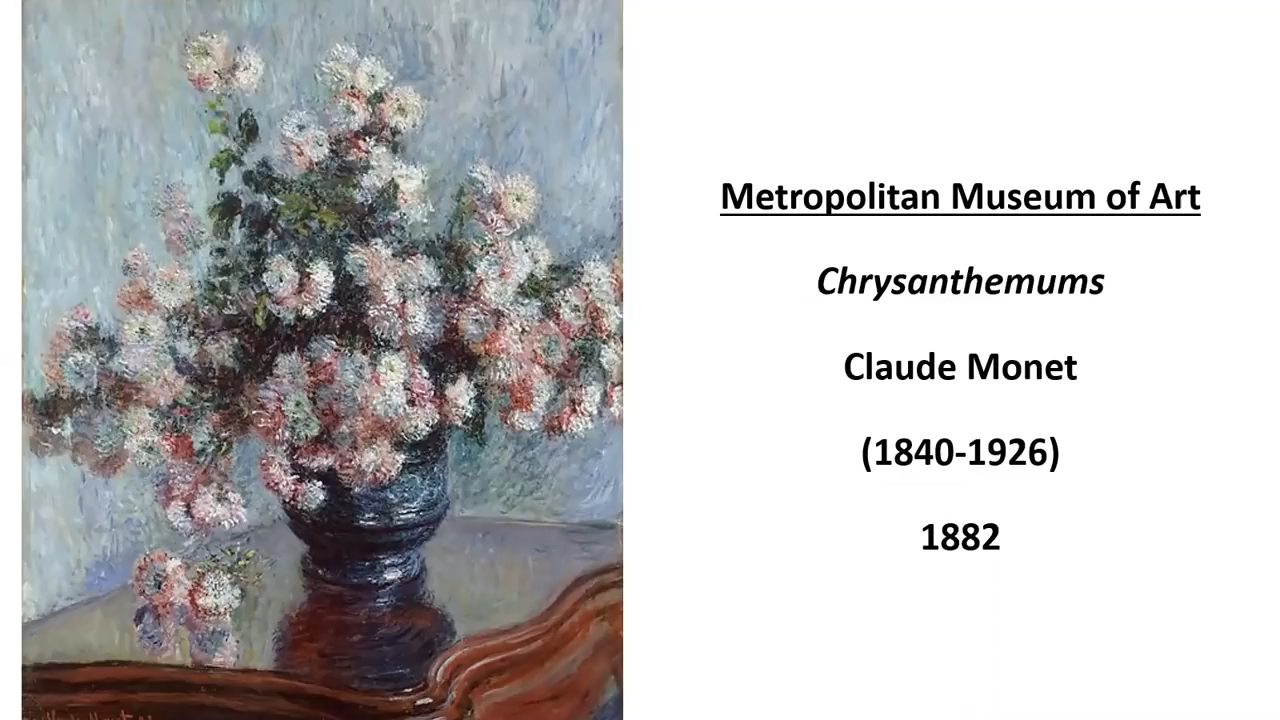 Metropolitan Museum of Art
Chrysanthemums
Claude Monet
(1840-1926)
1882